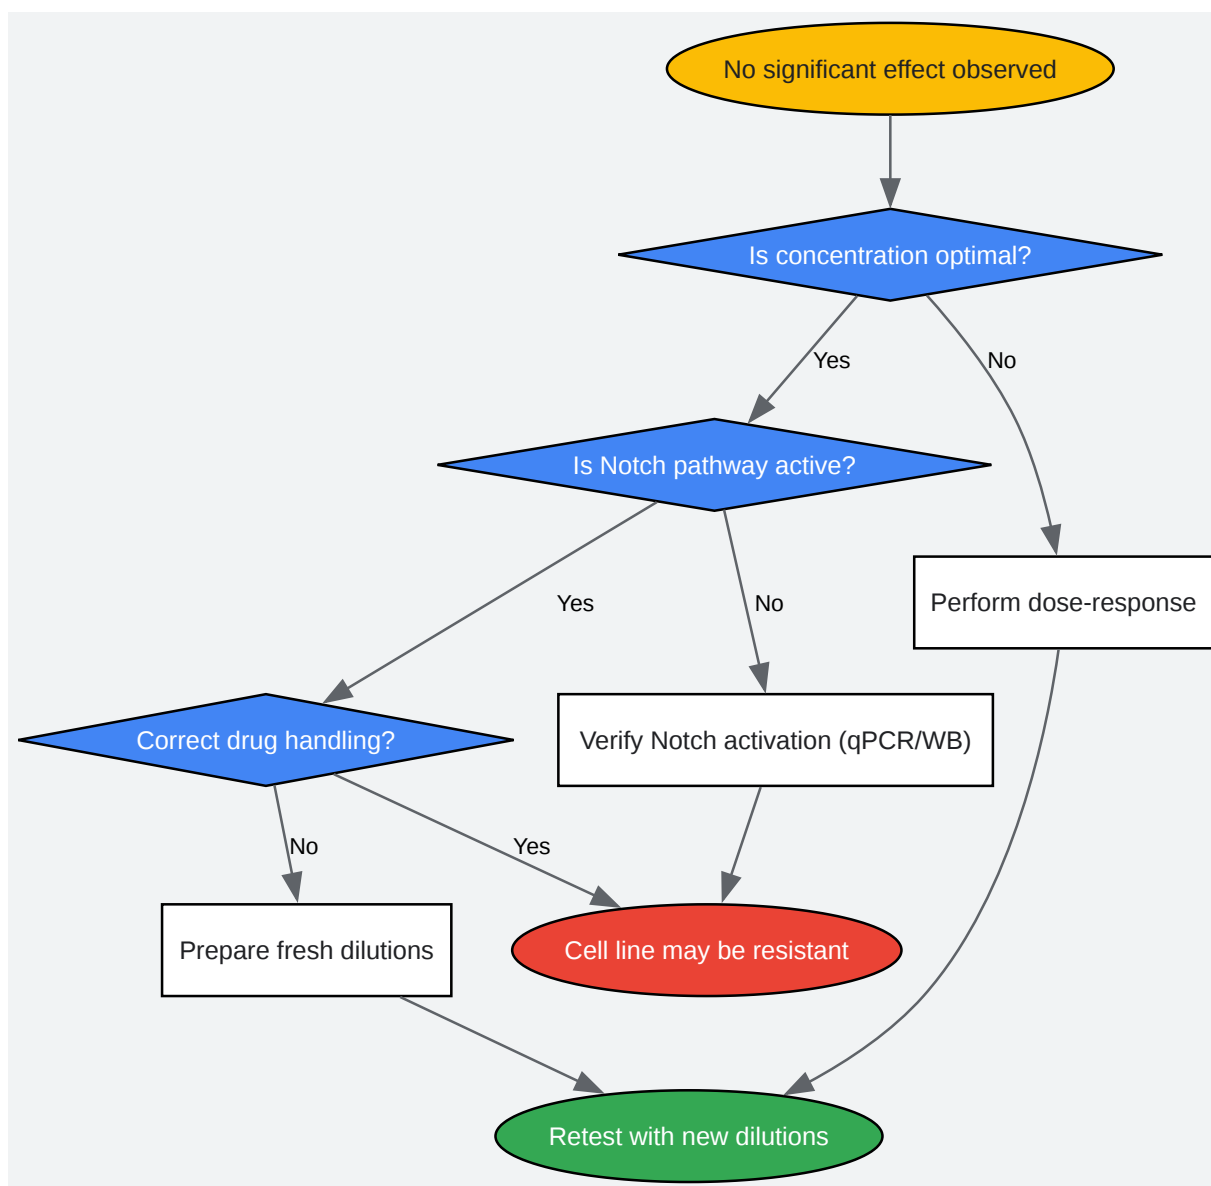 No significant effect observed
Is concentration optimal?
Yes
No
Is Notch pathway active?
Yes
No
Perform dose-response
Correct drug handling?
Verify Notch activation (qPCR/WB)
No
Yes
Prepare fresh dilutions
Cell line may be resistant
Retest with new dilutions